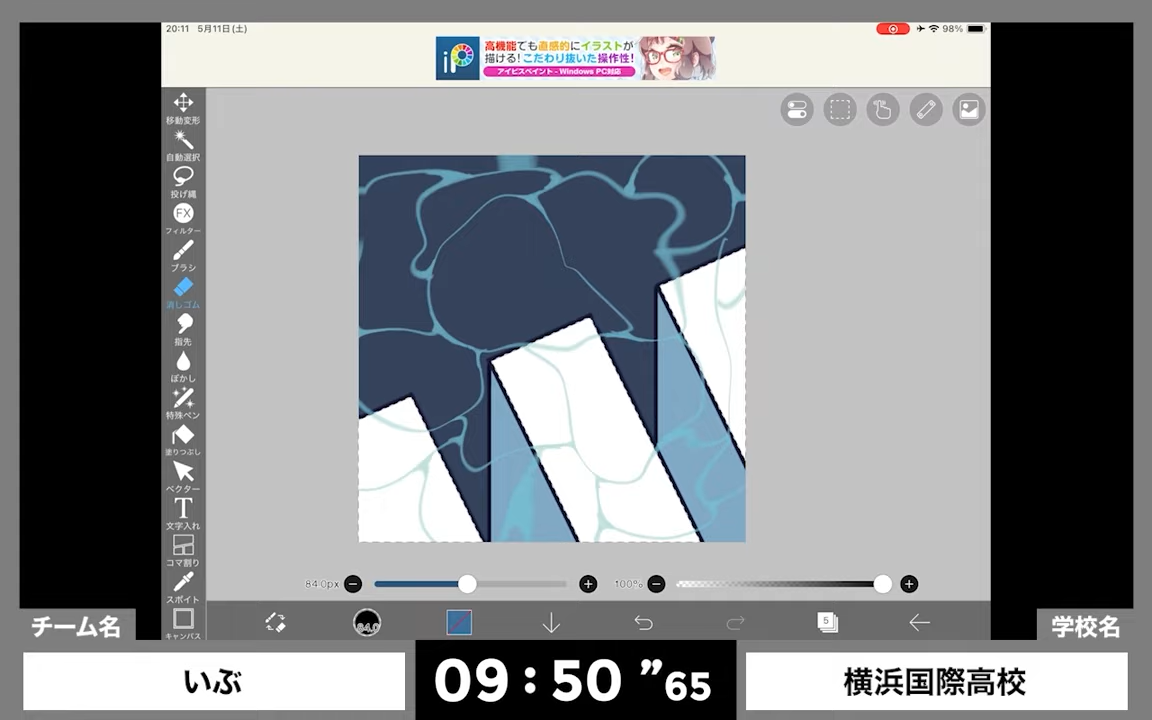 20:11 5月11日(土)
98%
高機能でも直感的にイラストが
描ける!こだわり抜いた操作性!
アイビスペイント - Windows PC対応
移動変形
自動選択
投げ縄
FX
フィルター
ブラシ
消しゴム
指先
ぼかし
特殊ペン
塗りつぶし
ベクター
T
文字入れ
コマ割り
スポイト
キャンバス
84.0px
100%
84.0
5
チーム名
学校名
いぶ
09:50"65
横浜国際高校